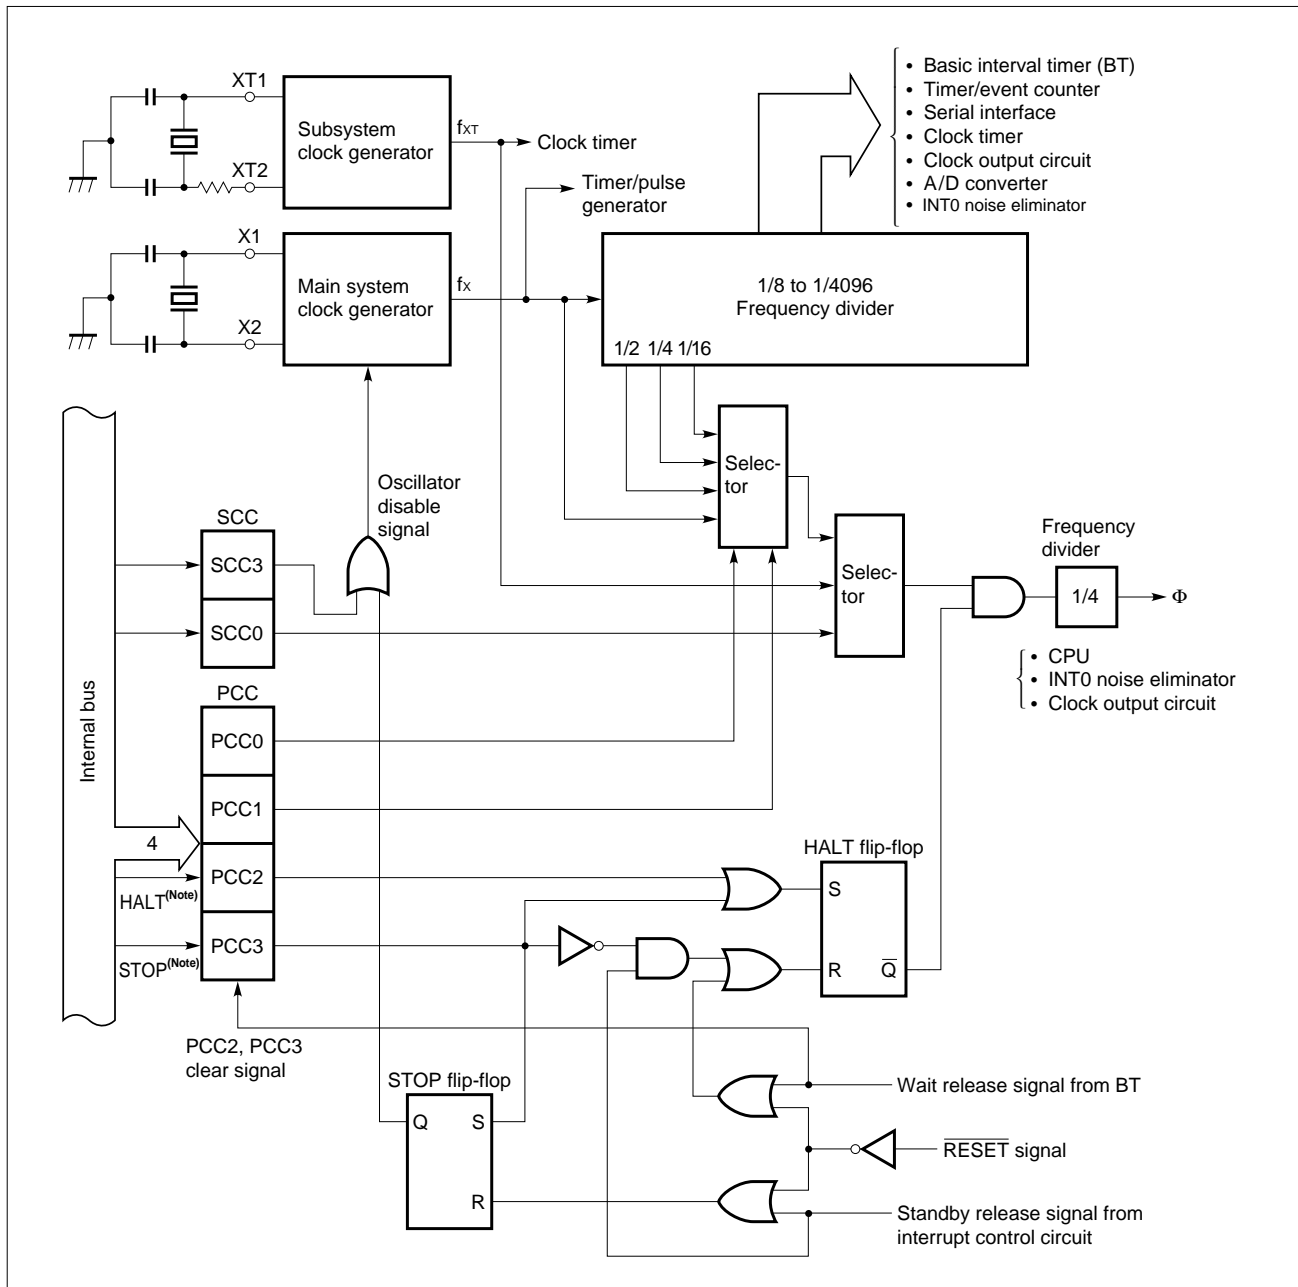 XT1
XT2
Subsystem
clock generator
fXT
Clock timer
Timer/pulse
generator
• Basic interval timer (BT)
• Timer/event counter
• Serial interface
• Clock timer
• Clock output circuit
• A/D converter
• INT0 noise eliminator
X1
X2
Main system
clock generator
fX
1/8 to 1/4096
Frequency divider
1/2 1/4 1/16
Selec-
tor
Oscillator
disable
signal
SCC
SCC3
SCC0
Selec-
tor
Frequency
divider
1/4
Φ
• CPU
• INT0 noise eliminator
• Clock output circuit
Internal bus
PCC
PCC0
PCC1
4
PCC2
HALT(Note)
PCC3
STOP(Note)
HALT flip-flop
S
R
Q̅
PCC2, PCC3
clear signal
STOP flip-flop
Q
S
R
Wait release signal from BT
R̅E̅S̅E̅T̅ signal
Standby release signal from
interrupt control circuit